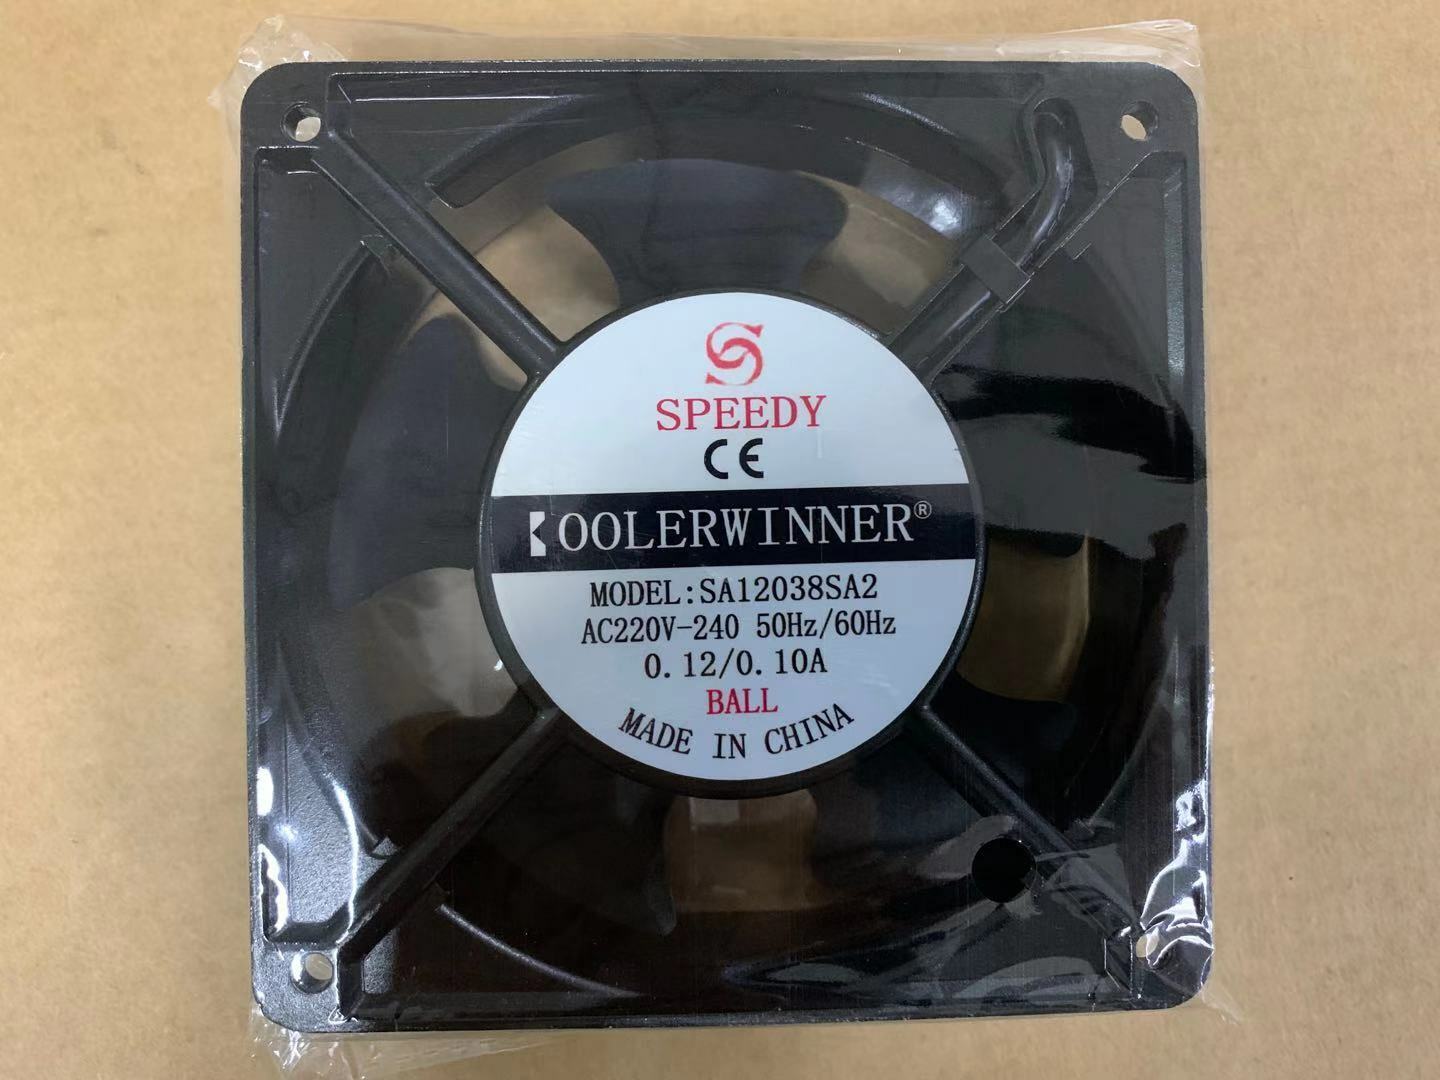 S
SPEEDY
CE
KOOLERWINNER®
MODEL:SA12038SA2
AC220V-240 50Hz/60Hz
0.12/0.10A
BALL
MADE IN CHINA